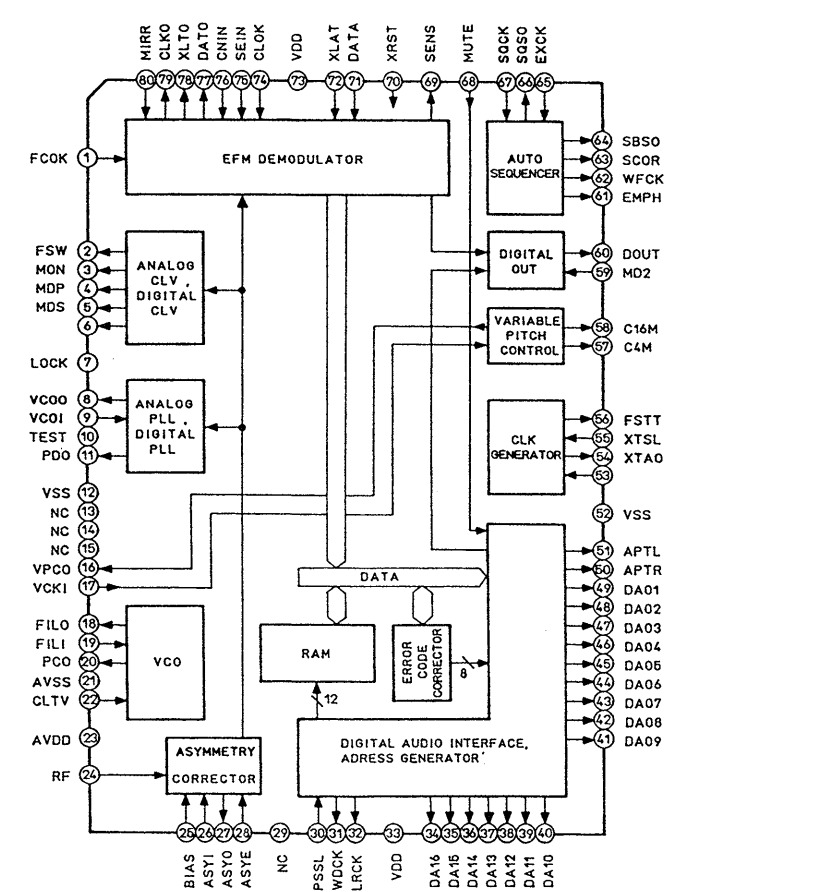 MIRR
CLKO
XLTO
DATO
CNIN
SEIN
CLOK
VDD
XLAT
DATA
XRST
SENS
MUTE
SQCK
SQSO
EXCK
80
79
78
77
76
75
74
73
72
71
70
69
68
67
66
65
FCOK
1
EFM DEMODULATOR
AUTO
SEQUENCER
64 SBSO
63 SCOR
62 WFCK
61 EMPH
FSW 2
MON 3
MDP 4
MDS 5
6
ANALOG
CLV,
DIGITAL
CLV
DIGITAL
OUT
60 DOUT
59 MD2
VARIABLE
PITCH
CONTROL
58 C16M
57 C4M
LOCK 7
VCOO 8
VCOI 9
TEST 10
PDO 11
ANALOG
PLL,
DIGITAL
PLL
CLK
GENERATOR
56 FSTT
55 XTSL
54 XTAO
53
VSS 12
NC 13
NC 14
NC 15
VPCO 16
VCKI 17
52 VSS
51 APTL
50 APTR
49 DA01
48 DA02
47 DA03
46 DA04
45 DA05
44 DA06
43 DA07
42 DA08
41 DA09
DATA
FILO 18
FILI 19
PCO 20
AVSS 21
CLTV 22
VCO
RAM
ERROR
CODE
CORRECTOR
8
12
AVDD 23
RF 24
ASYMMETRY
CORRECTOR
DIGITAL AUDIO INTERFACE,
ADRESS GENERATOR
25
26
27
28
29
30
31
32
33
34
35
36
37
38
39
40
BIAS
ASYI
ASYO
ASYE
NC
PSSL
WDCK
LRCK
VDD
DA16
DA15
DA14
DA13
DA12
DA11
DA10